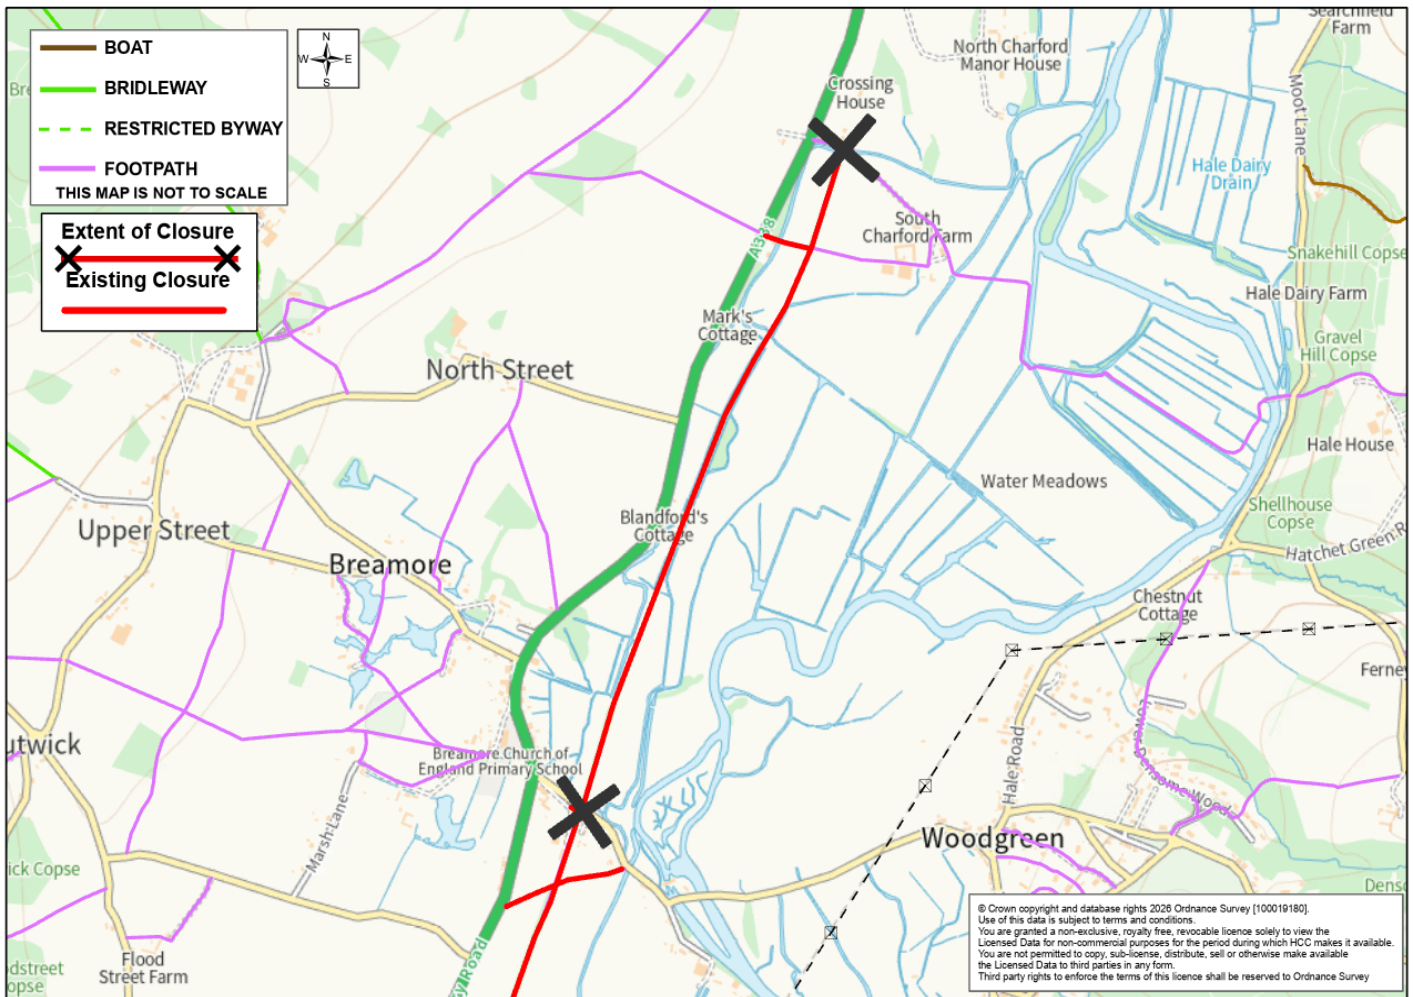 BOAT
BRIDLEWAY
RESTRICTED BYWAY
FOOTPATH
THIS MAP IS NOT TO SCALE
N
W E
S
Extent of Closure
Existing Closure
Searchfield
Farm
North Charford
Manor House
Crossing
House
Moot Lane
Hale Dairy
Drain
South
Charford Farm
A338
Snakehill Copse
Hale Dairy Farm
Mark's
Cottage
Gravel
Hill Copse
North Street
Hale House
Water Meadows
Shellhouse
Copse
Upper Street
Blandford's
Cottage
Hatchet Green R
Breamore
Chestnut
Cottage
Ferne
utwick
Breamore Church of
England Primary School
Hale Road
Marsh Lane
Woodgreen
ick Copse
Flood
Street Farm
dstreet
opse
by Road
© Crown copyright and database rights 2026 Ordnance Survey [100019180].
Use of this data is subject to terms and conditions.
You are granted a non-exclusive, royalty free, revocable licence solely to view the
Licensed Data for non-commercial purposes for the period during which HCC makes it available.
You are not permitted to copy, sub-license, distribute, sell or otherwise make available
the Licensed Data to third parties in any form.
Third party rights to enforce the terms of this licence shall be reserved to Ordnance Survey